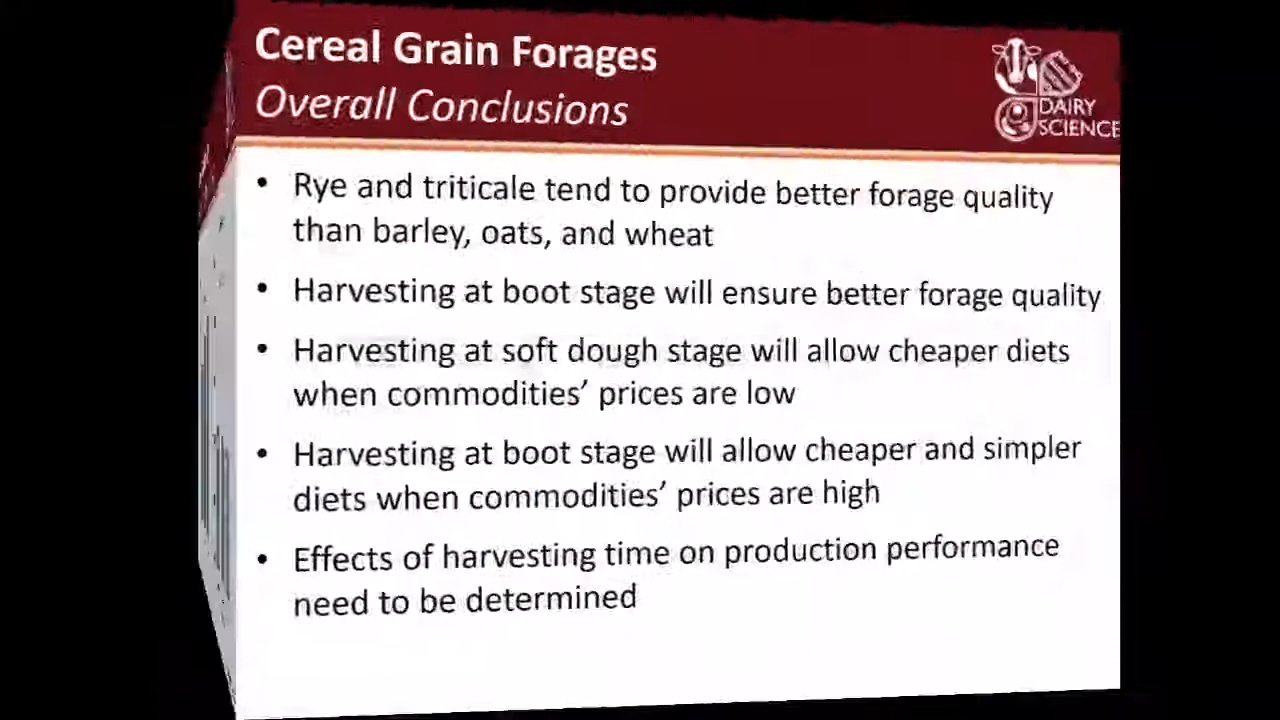 Cereal Grain Forages
Overall Conclusions
DAIRY
SCIENCE
• Rye and triticale tend to provide better forage quality
than barley, oats, and wheat
• Harvesting at boot stage will ensure better forage quality
• Harvesting at soft dough stage will allow cheaper diets
when commodities’ prices are low
• Harvesting at boot stage will allow cheaper and simpler
diets when commodities’ prices are high
• Effects of harvesting time on production performance
need to be determined